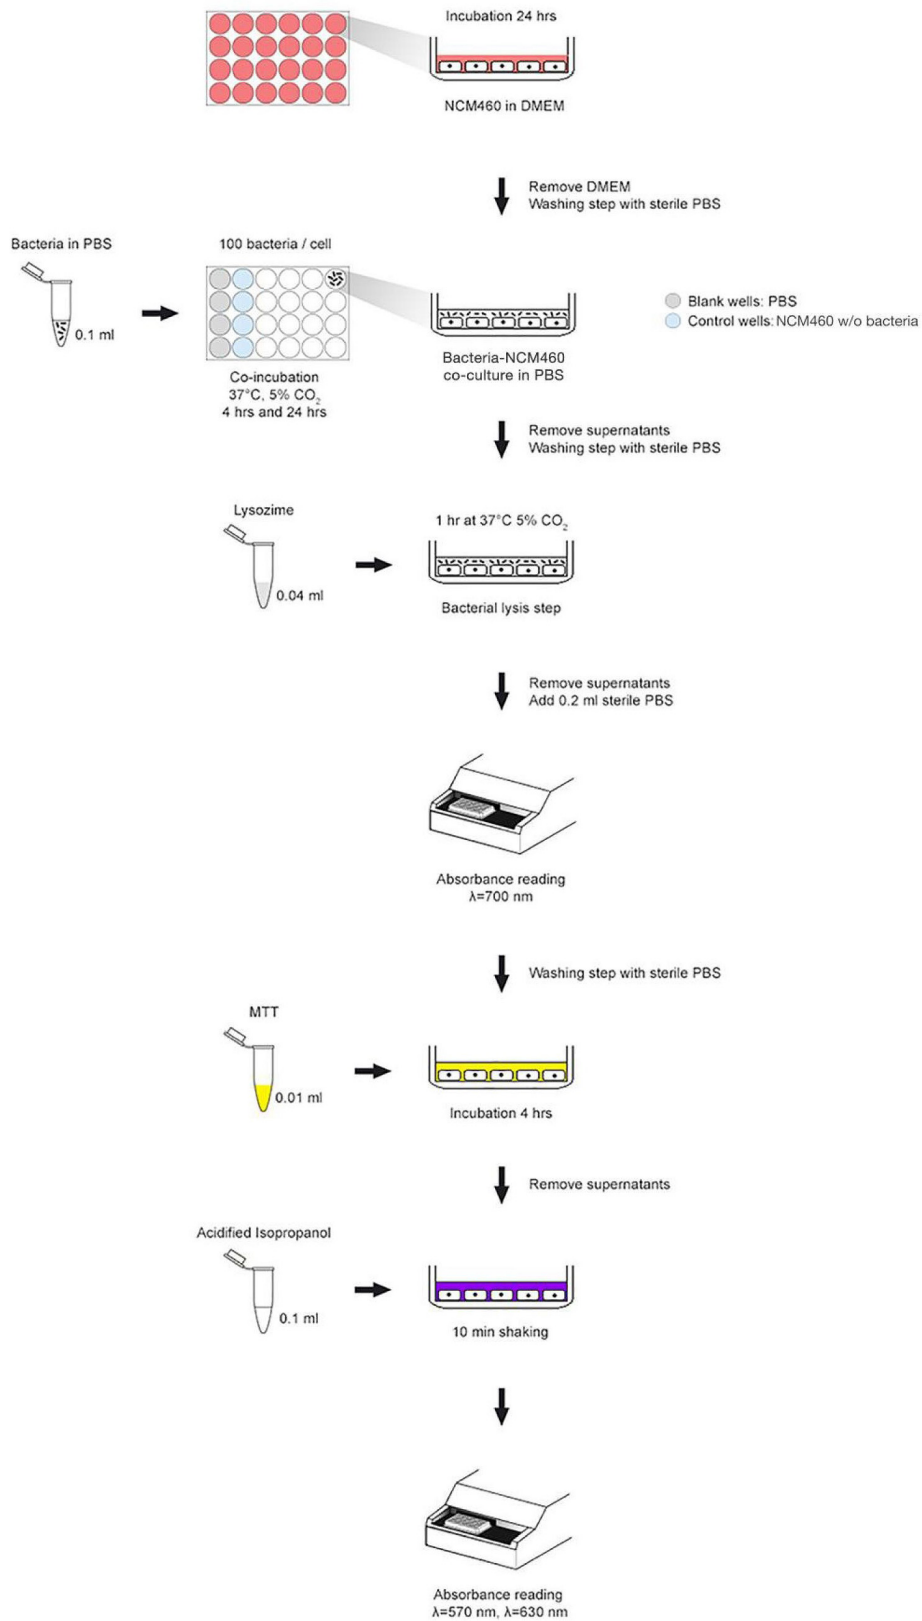 Incubation 24 hrs
NCM460 in DMEM
Remove DMEM
Washing step with sterile PBS
Bacteria in PBS
0.1 ml
100 bacteria / cell
Co-incubation
37°C, 5% CO₂
4 hrs and 24 hrs
Bacteria-NCM460
co-culture in PBS
Blank wells: PBS
Control wells: NCM460 w/o bacteria
Remove supernatants
Washing step with sterile PBS
Lysozime
0.04 ml
1 hr at 37°C 5% CO₂
Bacterial lysis step
Remove supernatants
Add 0.2 ml sterile PBS
Absorbance reading
λ=700 nm
Washing step with sterile PBS
MTT
0.01 ml
Incubation 4 hrs
Remove supernatants
Acidified Isopropanol
0.1 ml
10 min shaking
Absorbance reading
λ=570 nm, λ=630 nm